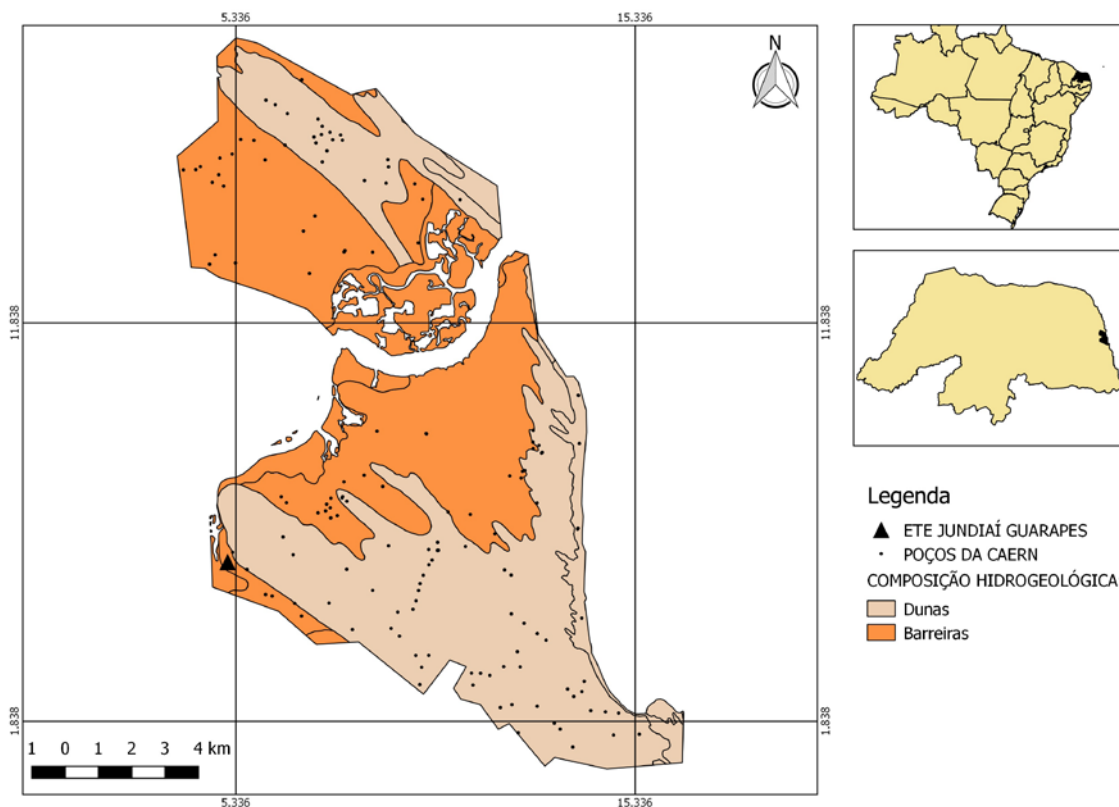 5.336
15.336
N
11.838
11.838
1.838
1.838
1 0 1 2 3 4 km
5.336
15.336
Legenda
ETE JUNDIAÍ GUARAPES
POÇOS DA CAERN
COMPOSIÇÃO HIDROGEOLÓGICA
Dunas
Barreiras